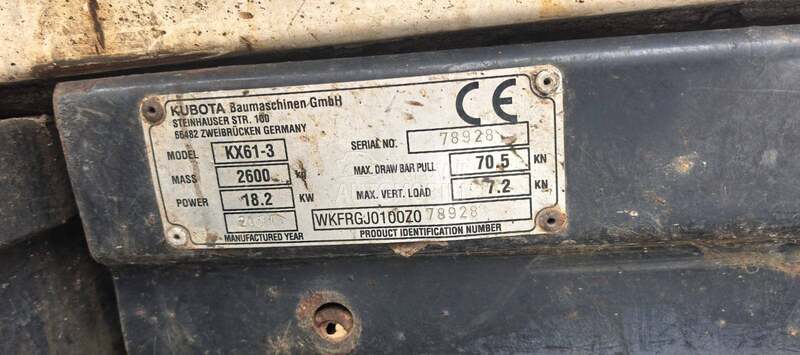 KUBOTA Baumaschinen GmbH
STEINHAUSER STR. 100
66482 ZWEIBRÜCKEN GERMANY
CE
MODEL KX61-3
SERIAL NO. 78928
MASS 2600 kg
MAX. DRAW BAR PULL 70.5 KN
POWER 18.2 KW
MAX. VERT. LOAD 7.2 KN
MANUFACTURED YEAR
WKFRGJ0100Z078928
PRODUCT IDENTIFICATION NUMBER